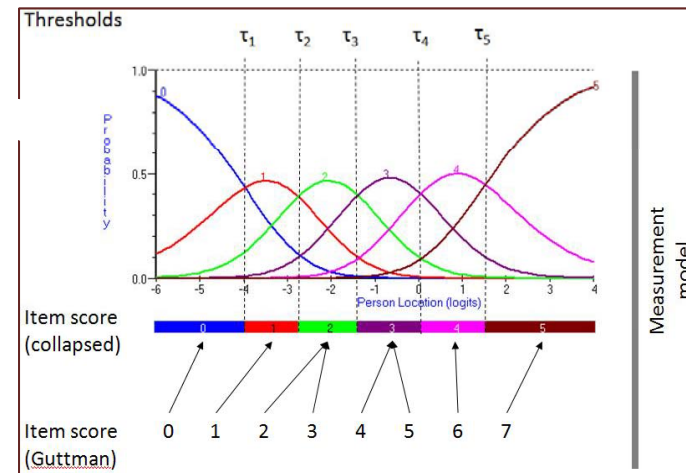 Thresholds
τ1 τ2 τ3 τ4 τ5
1.0
0.5
0.0
Probability
0 1 2 3 4 5
-6 -5 -4 -3 -2 -1 0 1 2 3 4
Person Location (logits)
Item score
(collapsed)
0 1 2 3 4 5
Item score
(Guttman)
0 1 2 3 4 5 6 7
Measurement
model